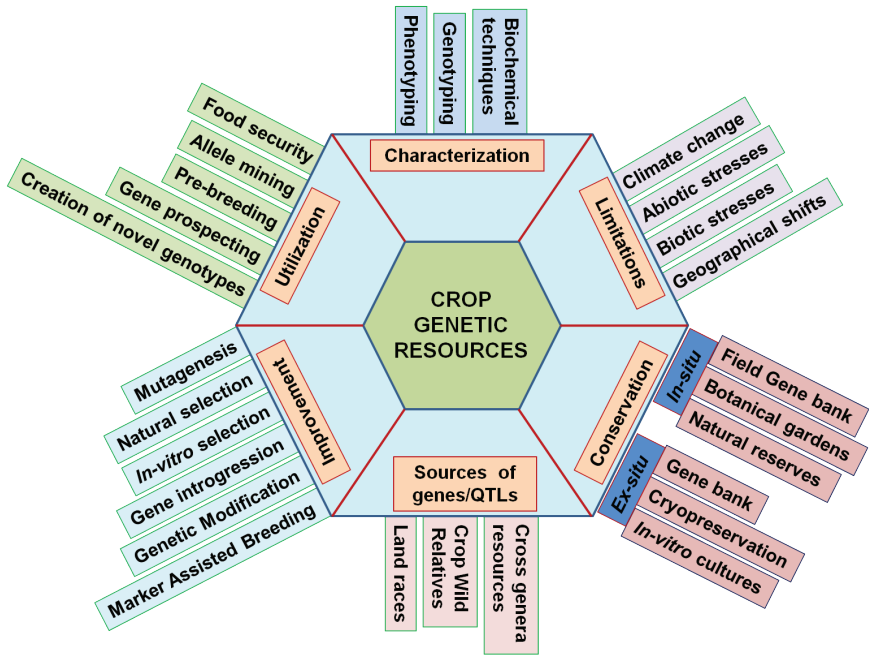 Phenotyping
Genotyping
Biochemical
techniques
Characterization
Climate change
Abiotic stresses
Biotic stresses
Geographical shifts
Limitations
Food security
Allele mining
Pre-breeding
Gene prospecting
Creation of novel genotypes
Utilization
CROP
GENETIC
RESOURCES
Mutagenesis
Natural selection
In-vitro selection
Gene introgression
Genetic Modification
Marker Assisted Breeding
Improvement
Sources of
genes/QTLs
Land races
Crop Wild
Relatives
Cross genera
resources
Conservation
In-situ
Field Gene bank
Botanical gardens
Natural reserves
Ex-situ
Gene bank
Cryopreservation
In-vitro cultures